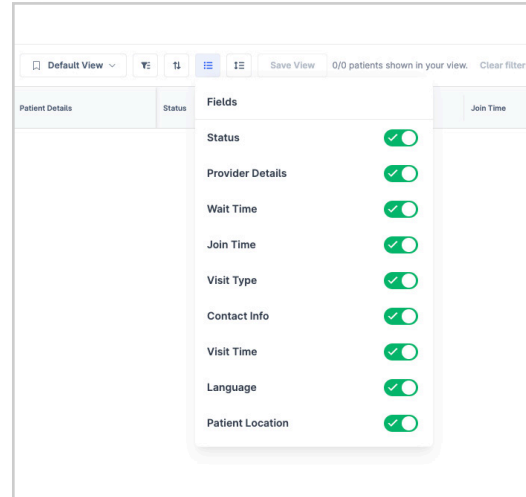 Default View
Save View
0/0 patients shown in your view.
Clear filter
Patient Details
Status
Join Time
Fields
Status
Provider Details
Wait Time
Join Time
Visit Type
Contact Info
Visit Time
Language
Patient Location